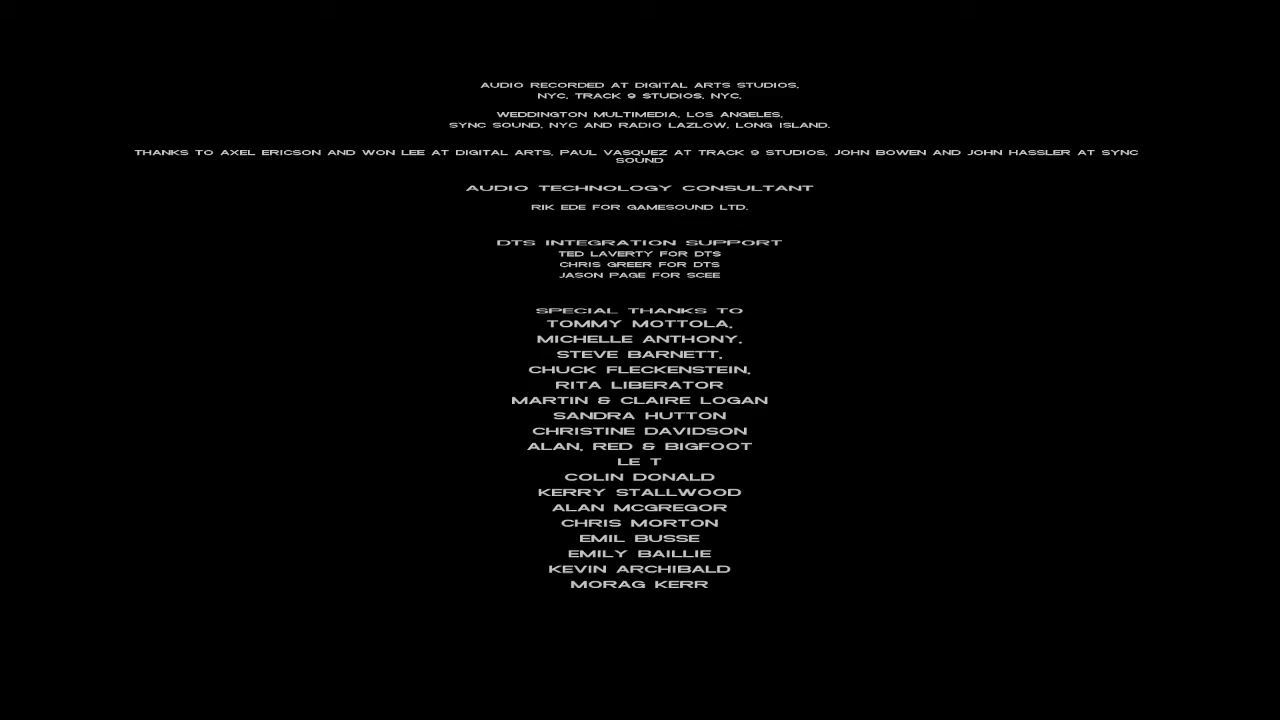 AUDIO RECORDED AT DIGITAL ARTS STUDIOS,
NYC, TRACK 9 STUDIOS, NYC,
WEDDINGTON MULTIMEDIA, LOS ANGELES,
SYNC SOUND, NYC AND RADIO LAZLOW, LONG ISLAND.
THANKS TO AXEL ERICSON AND WON LEE AT DIGITAL ARTS, PAUL VASQUEZ AT TRACK 9 STUDIOS, JOHN BOWEN AND JOHN HASSLER AT SYNC
SOUND
AUDIO TECHNOLOGY CONSULTANT
RIK EDE FOR GAMESOUND LTD.
DTS INTEGRATION SUPPORT
TED LAVERTY FOR DTS
CHRIS GREER FOR DTS
JASON PAGE FOR SCEE
SPECIAL THANKS TO
TOMMY MOTTOLA,
MICHELLE ANTHONY,
STEVE BARNETT,
CHUCK FLECKENSTEIN,
RITA LIBERATOR
MARTIN & CLAIRE LOGAN
SANDRA HUTTON
CHRISTINE DAVIDSON
ALAN, RED & BIGFOOT
LE T
COLIN DONALD
KERRY STALLWOOD
ALAN MCGREGOR
CHRIS MORTON
EMIL BUSSE
EMILY BAILLIE
KEVIN ARCHIBALD
MORAG KERR